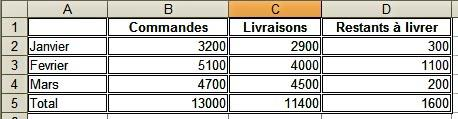 A B C D
1 Commandes Livraisons Restants à livrer
2 Janvier 3200 2900 300
3 Fevrier 5100 4000 1100
4 Mars 4700 4500 200
5 Total 13000 11400 1600